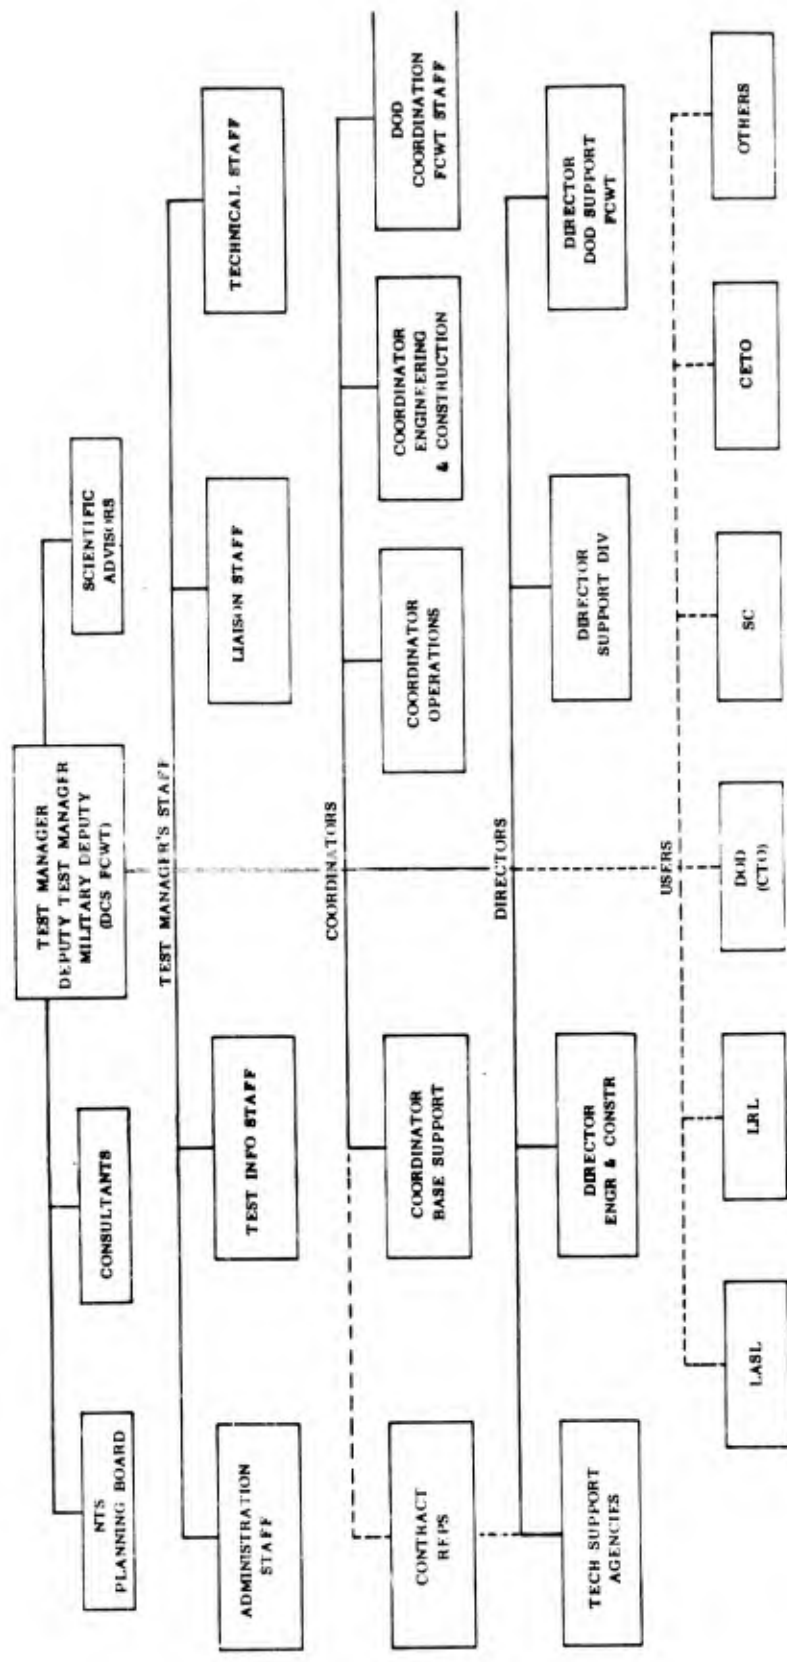 TEST MANAGER
DEPUTY TEST MANAGER
MILITARY DEPUTY
(DCS FCWT)
NTS
PLANNING BOARD
CONSULTANTS
SCIENTIFIC
ADVISORS
TEST MANAGER'S STAFF
ADMINISTRATION
STAFF
TEST INFO STAFF
LIAISON STAFF
TECHNICAL STAFF
COORDINATORS
CONTRACT
REPS
COORDINATOR
BASE SUPPORT
COORDINATOR
OPERATIONS
COORDINATOR
ENGINEERING
& CONSTRUCTION
DOD
COORDINATION
FCWT STAFF
DIRECTORS
TECH SUPPORT
AGENCIES
DIRECTOR
ENGR & CONSTR
DIRECTOR
SUPPORT DIV
DIRECTOR
DOD SUPPORT
FCWT
USERS
LASL
LRL
DOD
(CTO)
SC
CETO
OTHERS